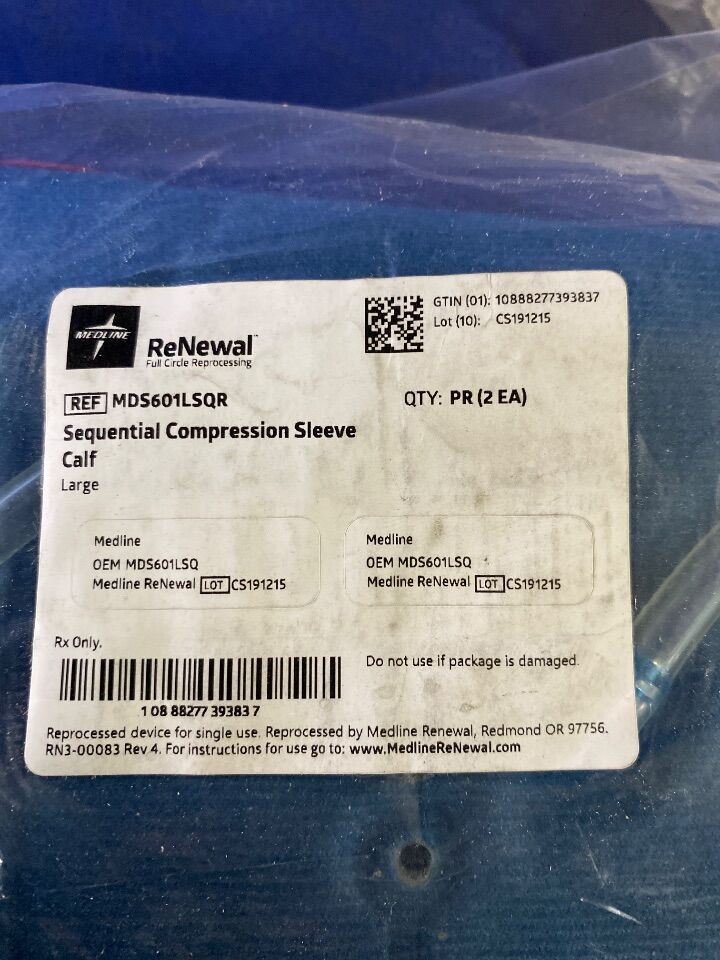 MEDLINE
ReNewal™
Full Circle Reprocessing
GTIN (01): 10888277393837
Lot (10): CS191215
REF MDS601LSQR
QTY: PR (2 EA)
Sequential Compression Sleeve
Calf
Large
Medline
OEM MDS601LSQ
Medline ReNewal LOT CS191215
Medline
OEM MDS601LSQ
Medline ReNewal LOT CS191215
Rx Only.
Do not use if package is damaged.
1 08 88277 39383 7
Reprocessed device for single use. Reprocessed by Medline Renewal, Redmond OR 97756.
RN3-00083 Rev 4. For instructions for use go to: www.MedlineReNewal.com